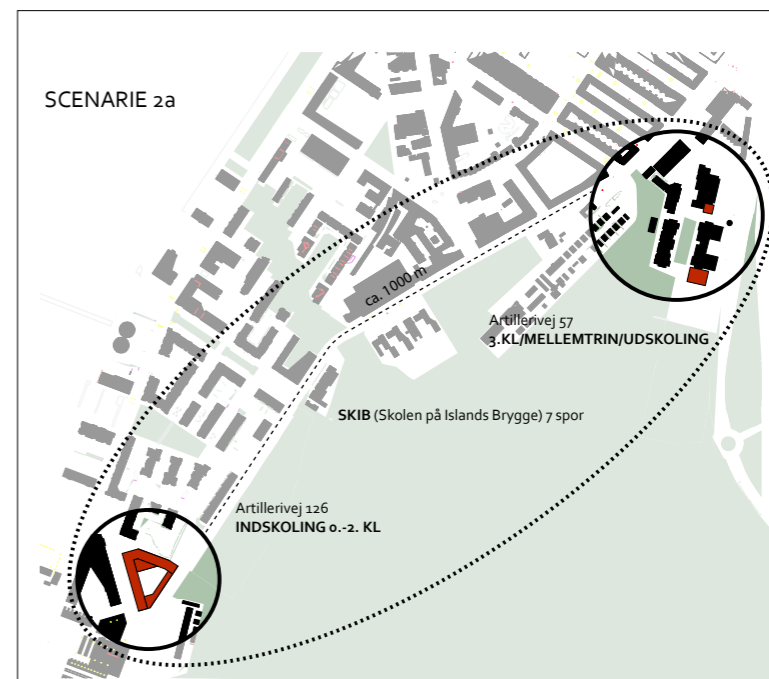 SCENARIE 2a
ca. 1000 m
Artillerivej 57
3.KL/MELLEMTRIN/UDSKOLING
SKIB (Skolen på Islands Brygge) 7 spor
Artillerivej 126
INDSKOLING 0.-2. KL